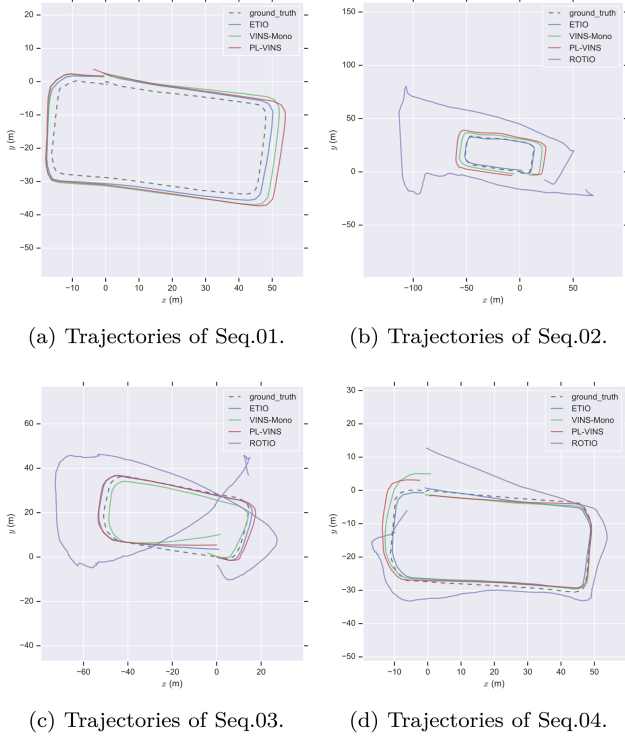 20
10
0
−10
−20
−30
−40
−50
y (m)
−10 0 10 20 30 40 50
x (m)
ground_truth
ETIO
VINS-Mono
PL-VINS
(a) Trajectories of Seq.01.
150
100
50
0
−50
y (m)
−100 −50 0 50 100
x (m)
ground_truth
ETIO
VINS-Mono
PL-VINS
ROTIO
(b) Trajectories of Seq.02.
60
40
20
0
−20
−40
y (m)
−60 −40 −20 0 20
x (m)
ground_truth
ETIO
VINS-Mono
PL-VINS
ROTIO
(c) Trajectories of Seq.03.
30
20
10
0
−10
−20
−30
−40
−50
y (m)
−10 0 10 20 30 40 50
x (m)
ground_truth
ETIO
VINS-Mono
PL-VINS
ROTIO
(d) Trajectories of Seq.04.